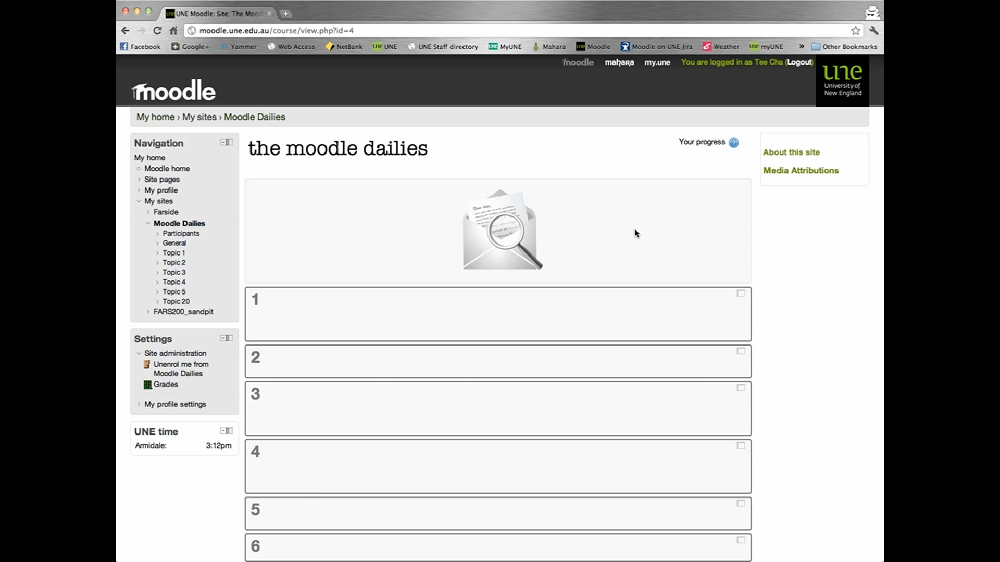 UNE Moodle: Site: The Mood
moodle.une.edu.au/course/view.php?id=4
Facebook Google+ Yammer Web Access NetBank une UNE UNE Staff directory UNE MyUNE Mahara une Moodle Moodle on UNE Jira Weather une myUNE » Other Bookmarks
moodle mahara my.une You are logged in as Tee Cha (Logout)
une
University of
New England
moodle
My home › My sites › Moodle Dailies
Navigation
My home
Moodle home
Site pages
My profile
My sites
Farside
Moodle Dailies
Participants
General
Topic 1
Topic 2
Topic 3
Topic 4
Topic 5
Topic 20
FARS200_sandpit
Settings
Site administration
Unenrol me from
Moodle Dailies
Grades
My profile settings
UNE time
Armidale: 3:12pm
the moodle dailies
Your progress ?
1
2
3
4
5
6
About this site
Media Attributions